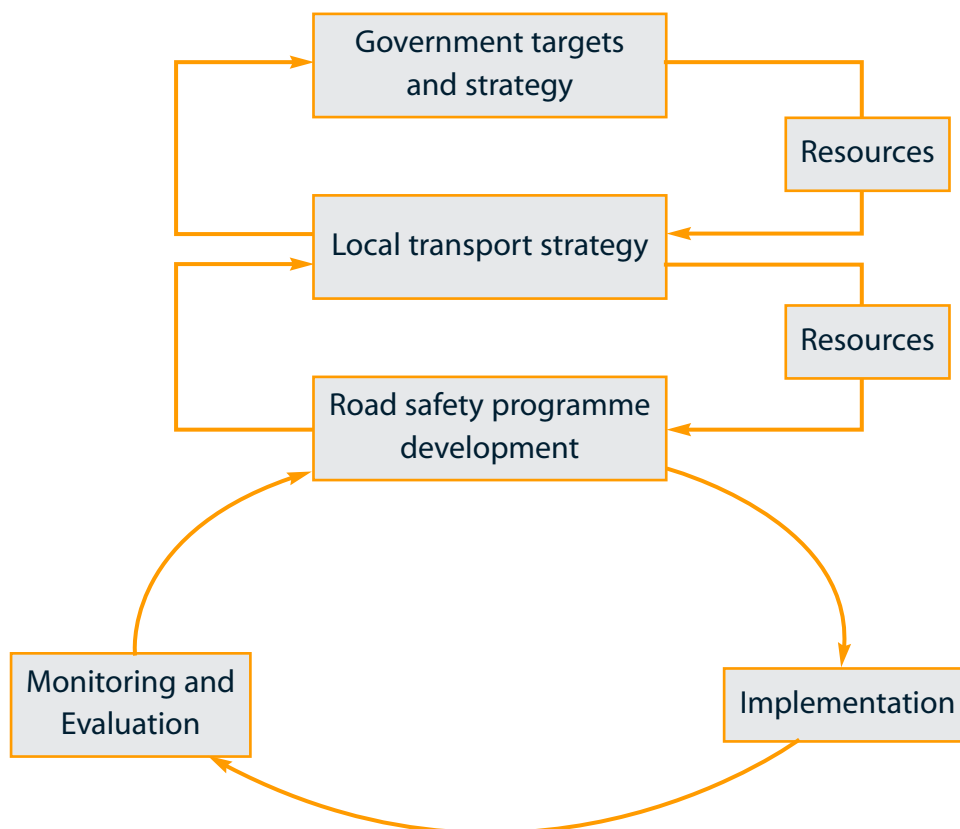 Government targets
and strategy
Resources
Local transport strategy
Resources
Road safety programme
development
Monitoring and
Evaluation
Implementation